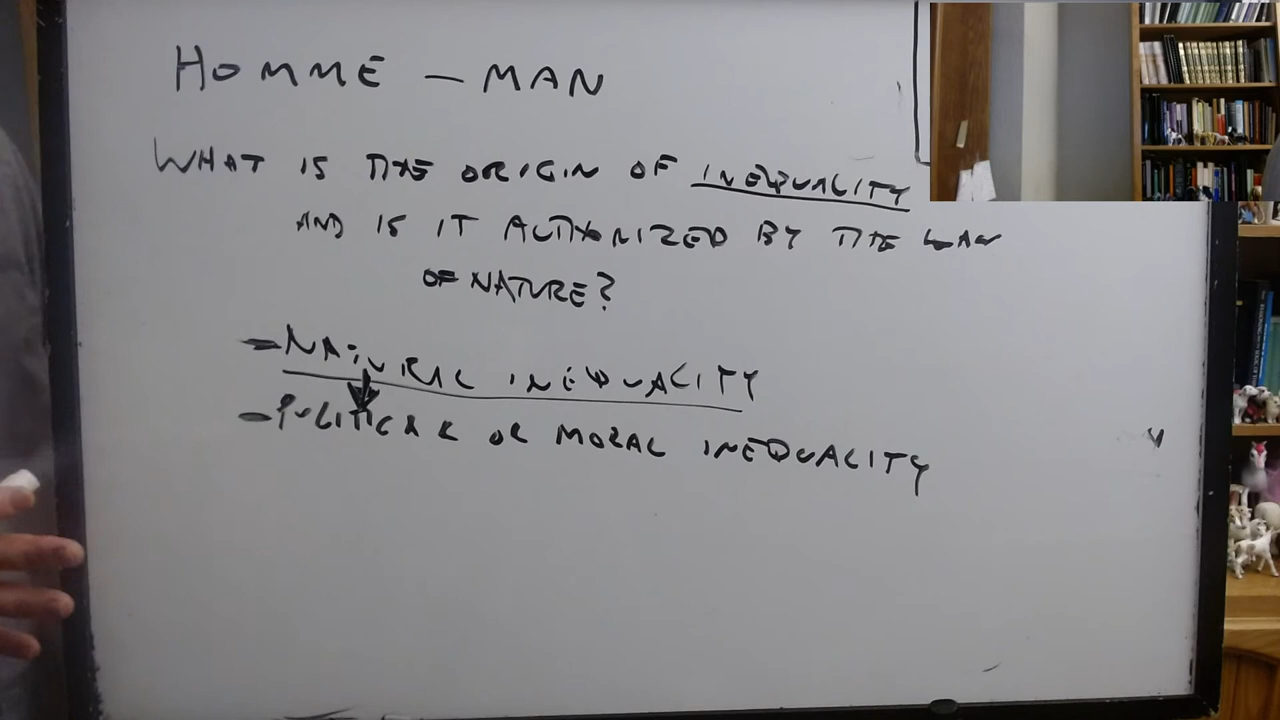 HOMME - MAN
WHAT IS THE ORIGIN OF INEQUALITY
AND IS IT AUTHORIZED BY THE LAW
OF NATURE?
- NATURAL INEQUALITY
- POLITICAL OR MORAL INEQUALITY